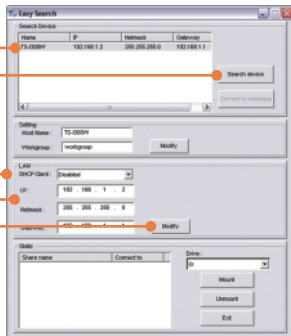 Easy Search
Search Device
Name IP Netmask Gateway
TS-I300W 192.168.1.2 255.255.255.0 192.168.1.1
Search device
Connect to webpage
Setting
Host Name : TS-I300W
Workgroup : workgroup Modify
LAN
DHCP Client : Disabled
IP : 192 . 168 . 1 . 2
Netmask : 255 . 255 . 255 . 0
Gateway : Modify
Static
Share name Connect to
Drive :
Mount
Unmount
Exit